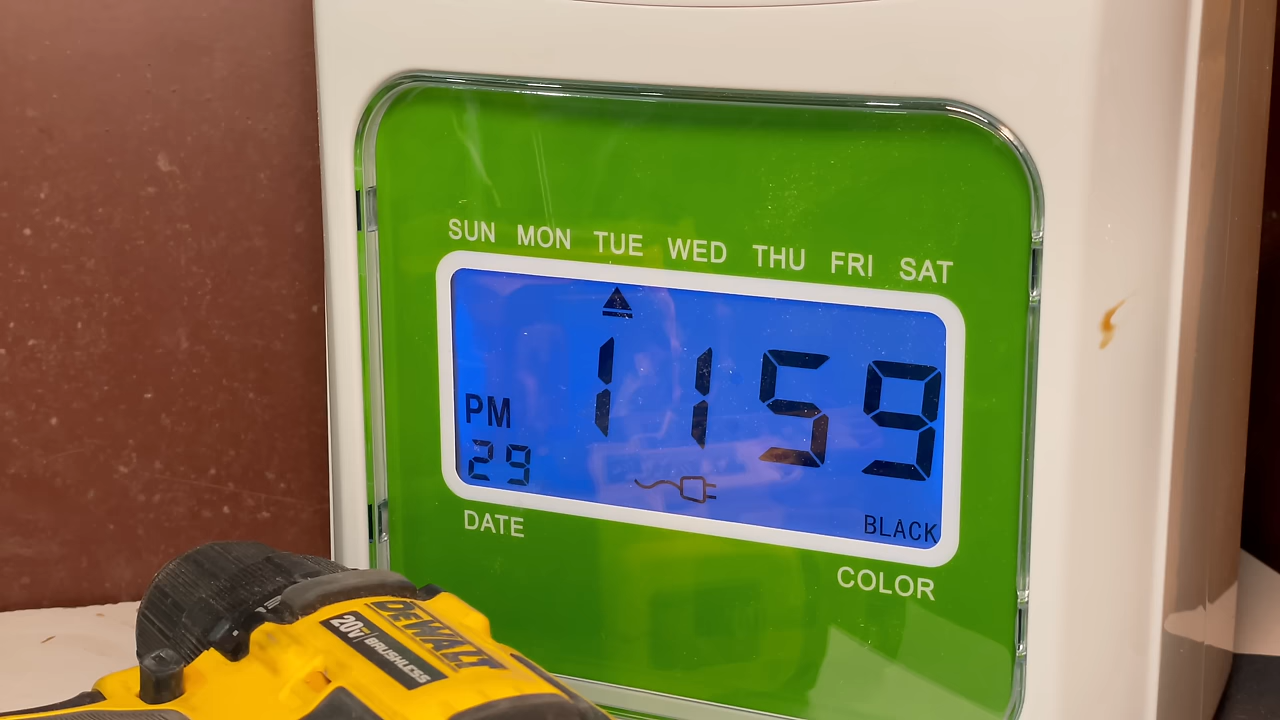 SUN MON TUE WED THU FRI SAT
PM 11 59
29
BLACK
DATE
COLOR
DEWALT
20V BRUSHLESS